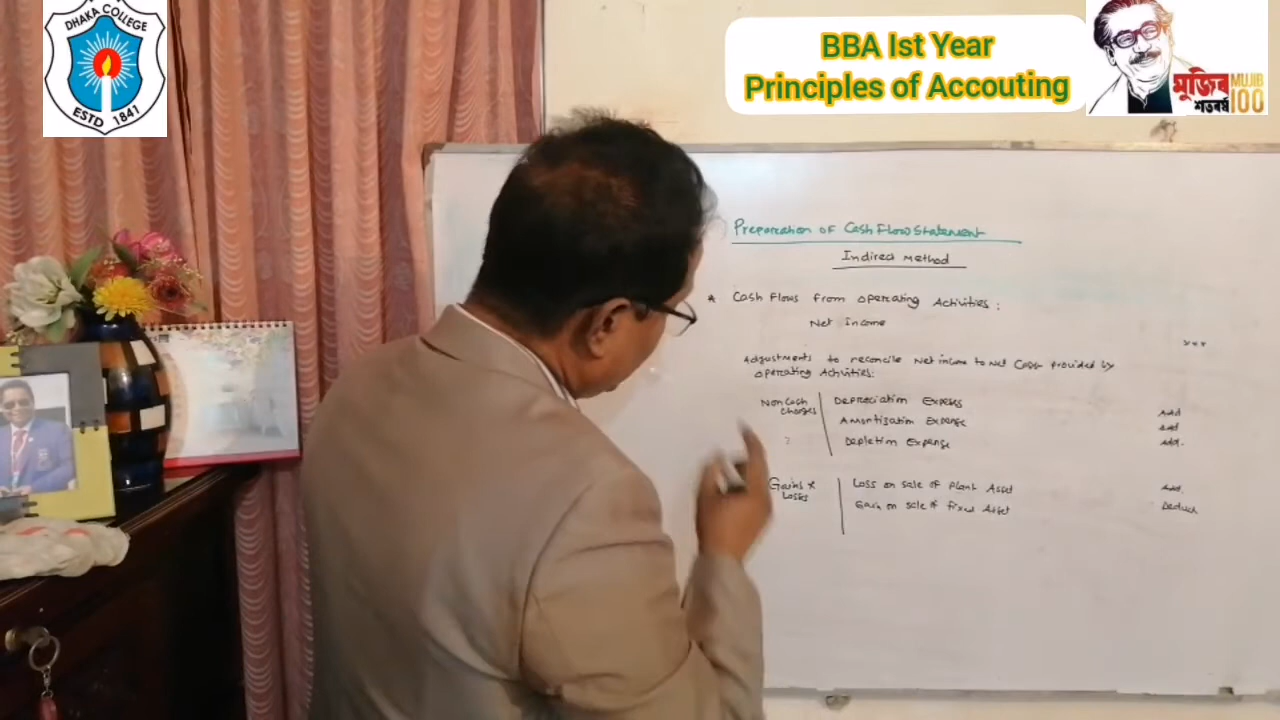 DHAKA COLLEGE
ESTD 1841
BBA Ist Year
Principles of Accouting
মুজিব
শতবর্ষ
MUJIB
100
Preparation of Cash Flow Statement
Indirect Method
* Cash Flows from operating Activities:
Net Income
xxx
Adjustments to reconcile Net income to Net Cash provided by
operating Activities:
Non Cash charges
Depreciation Expeses Add
Amortization Expense Add
Depletion Expense Add.
Gains & Losses
Loss on sale of plant Asset Add.
Gain on sale of fixed Asset Deduct